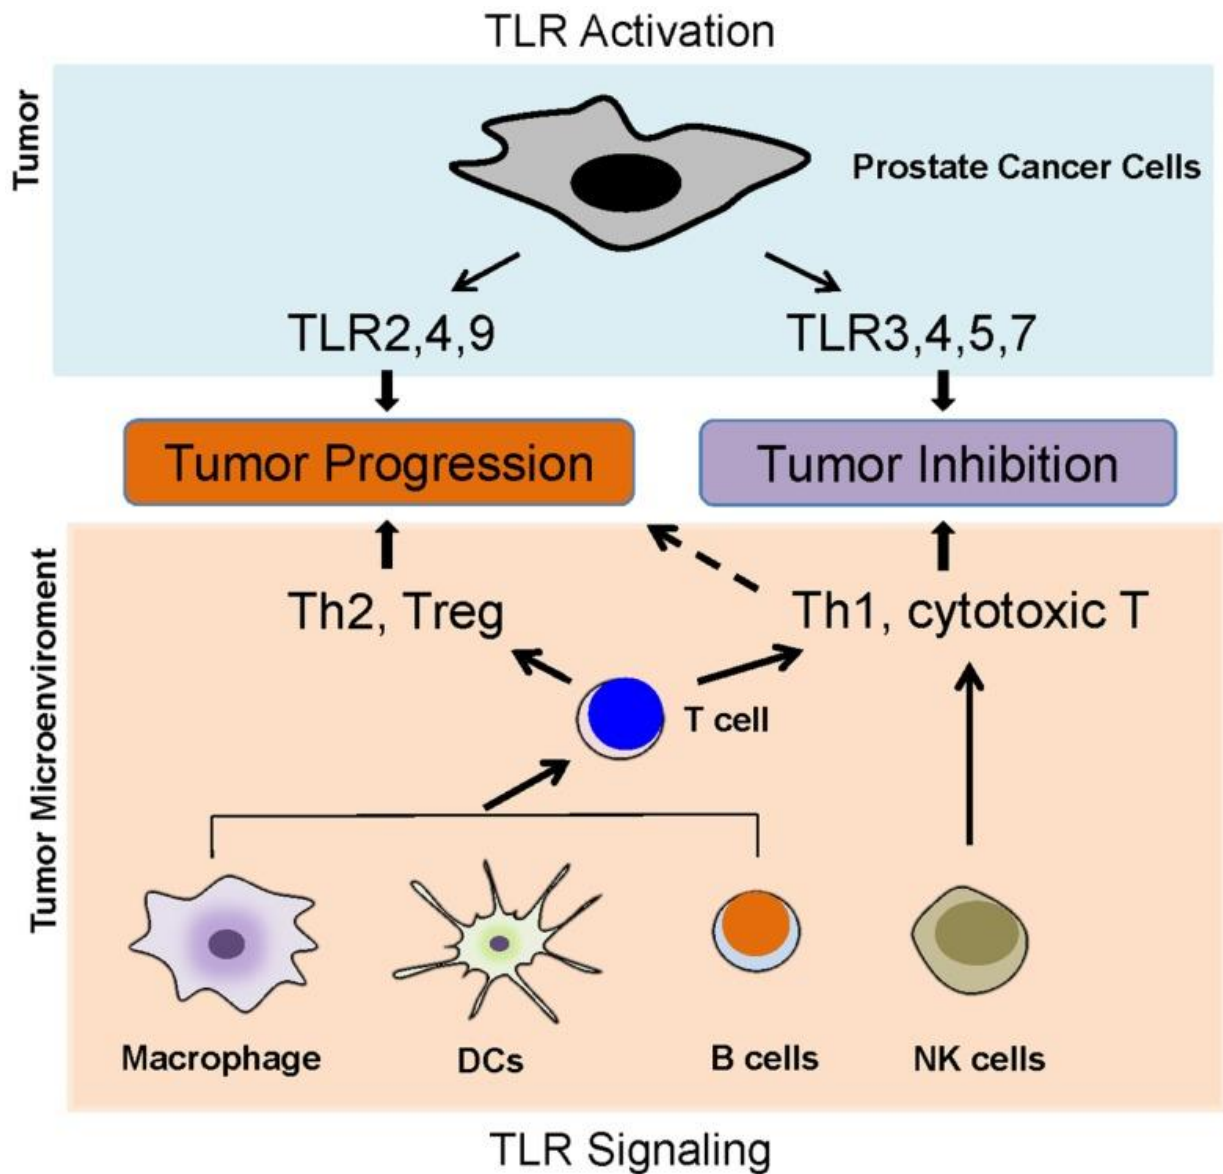 TLR Activation
Tumor
Prostate Cancer Cells
TLR2,4,9
TLR3,4,5,7
Tumor Progression
Tumor Inhibition
Tumor Microenviroment
Th2, Treg
Th1, cytotoxic T
T cell
Macrophage
DCs
B cells
NK cells
TLR Signaling